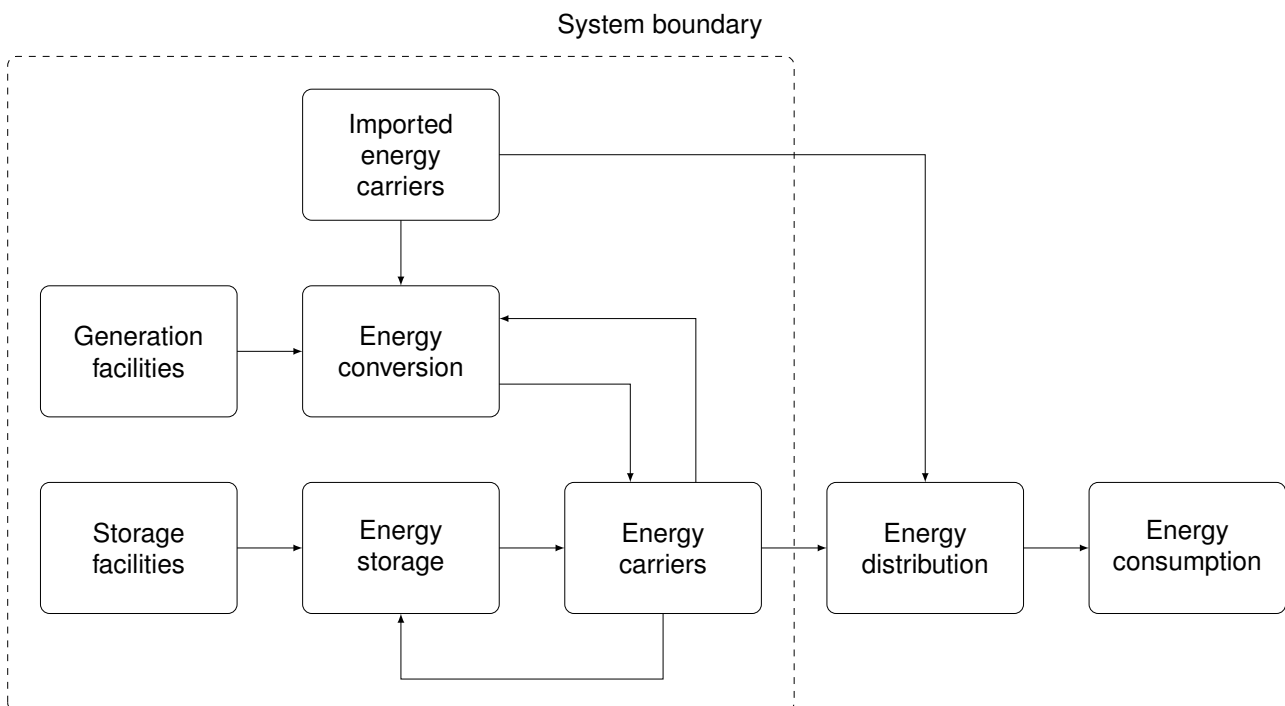 System boundary
Imported
energy
carriers
Generation
facilities
Energy
conversion
Storage
facilities
Energy
storage
Energy
carriers
Energy
distribution
Energy
consumption